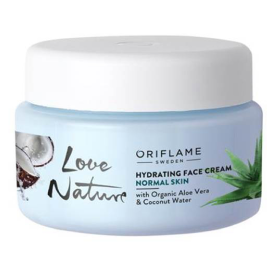 Love
Nature
ORIFLAME
SWEDEN
HYDRATING FACE CREAM
NORMAL SKIN
with Organic Aloe Vera
& Coconut Water